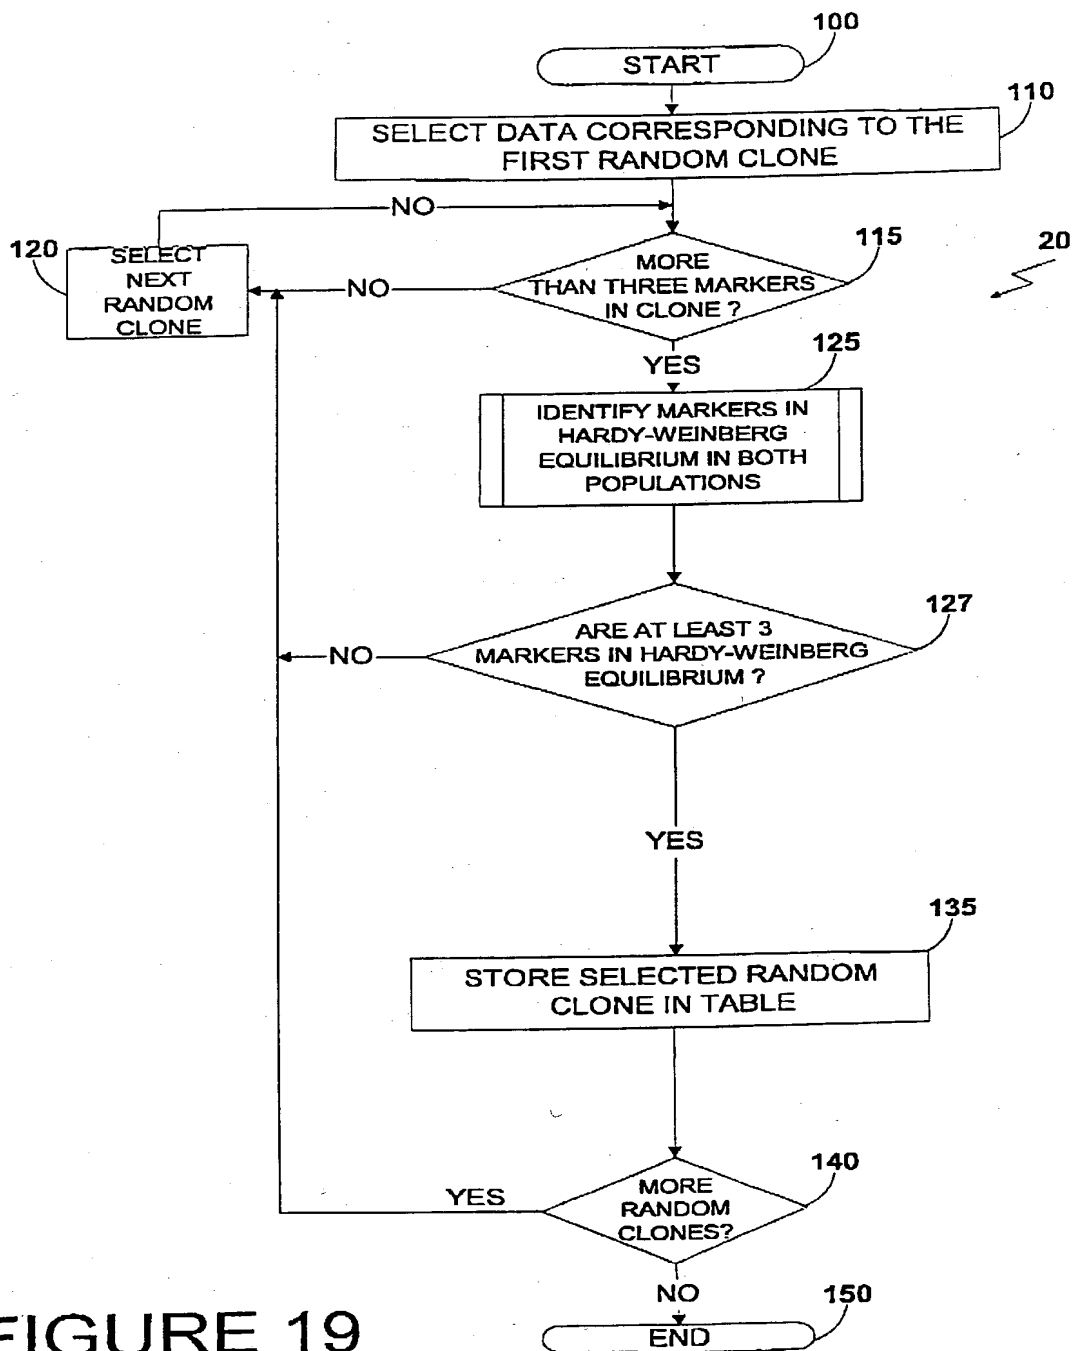 100
START
110
SELECT DATA CORRESPONDING TO THE
FIRST RANDOM CLONE
NO
120
SELECT
NEXT
RANDOM
CLONE
NO
MORE
THAN THREE MARKERS
IN CLONE ?
115
20
YES
125
IDENTIFY MARKERS IN
HARDY-WEINBERG
EQUILIBRIUM IN BOTH
POPULATIONS
127
ARE AT LEAST 3
MARKERS IN HARDY-WEINBERG
EQUILIBRIUM ?
NO
YES
135
STORE SELECTED RANDOM
CLONE IN TABLE
140
MORE
RANDOM
CLONES?
YES
NO
150
END
FIGURE 19